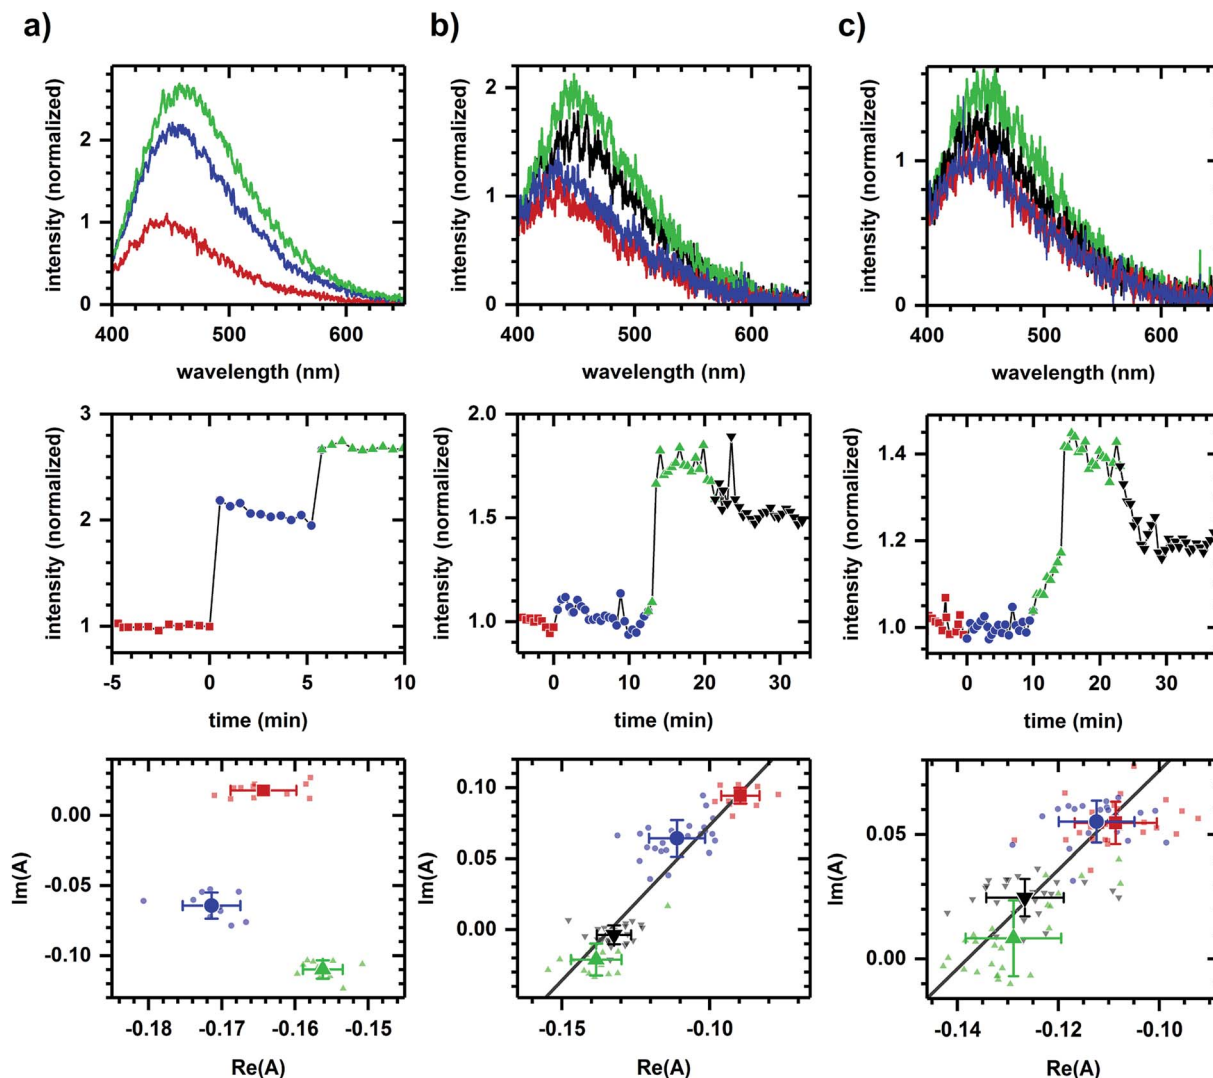 a) b) c)
intensity (normalized)
2
1
0
400 500 600
wavelength (nm)
intensity (normalized)
2
1
0
400 500 600
wavelength (nm)
intensity (normalized)
1
0
400 500 600
wavelength (nm)
intensity (normalized)
3
2
1
0
-5 0 5 10
time (min)
intensity (normalized)
2.0
1.5
1.0
0 10 20 30
time (min)
intensity (normalized)
1.4
1.2
1.0
0 10 20 30
time (min)
Im(A)
0.00
-0.05
-0.10
-0.18 -0.17 -0.16 -0.15
Re(A)
Im(A)
0.10
0.05
0.00
-0.15 -0.10
Re(A)
Im(A)
0.05
0.00
-0.14 -0.12 -0.10
Re(A)